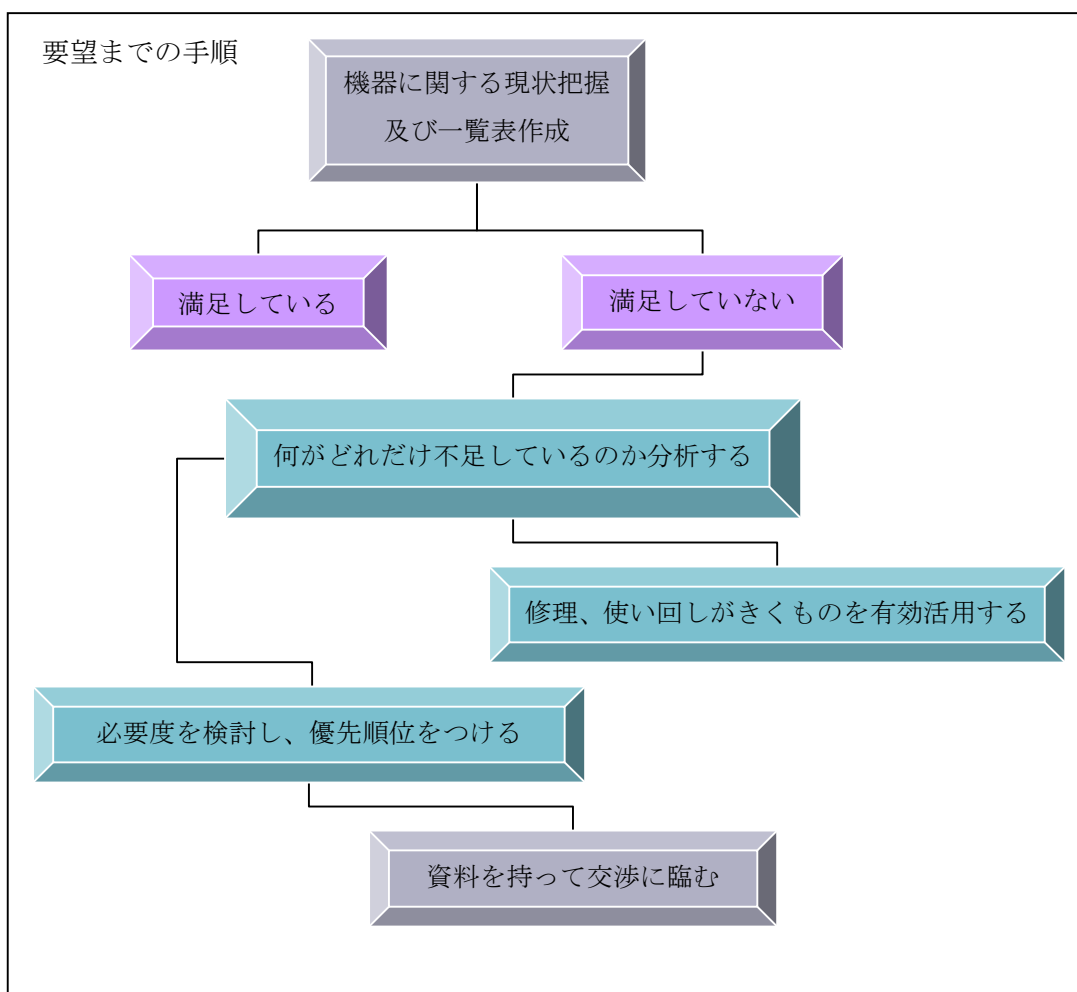 要望までの手順
機器に関する現状把握
及び一覧表作成
満足している
満足していない
何がどれだけ不足しているのか分析する
修理、使い回しがきくものを有効活用する
必要度を検討し、優先順位をつける
資料を持って交渉に臨む